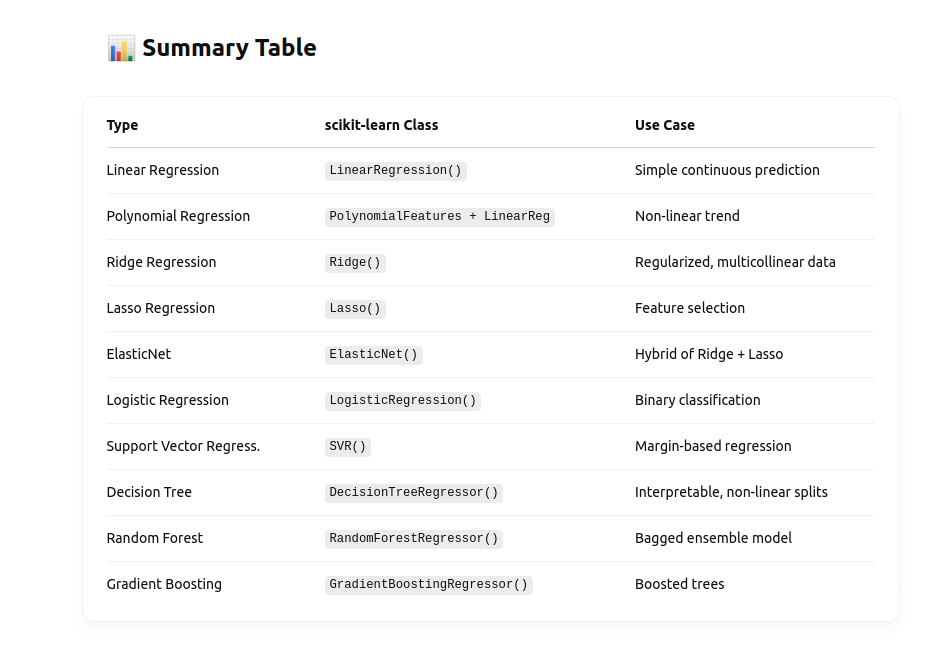 📊 Summary Table
Type scikit-learn Class Use Case
Linear Regression LinearRegression() Simple continuous prediction
Polynomial Regression PolynomialFeatures + LinearReg Non-linear trend
Ridge Regression Ridge() Regularized, multicollinear data
Lasso Regression Lasso() Feature selection
ElasticNet ElasticNet() Hybrid of Ridge + Lasso
Logistic Regression LogisticRegression() Binary classification
Support Vector Regress. SVR() Margin-based regression
Decision Tree DecisionTreeRegressor() Interpretable, non-linear splits
Random Forest RandomForestRegressor() Bagged ensemble model
Gradient Boosting GradientBoostingRegressor() Boosted trees